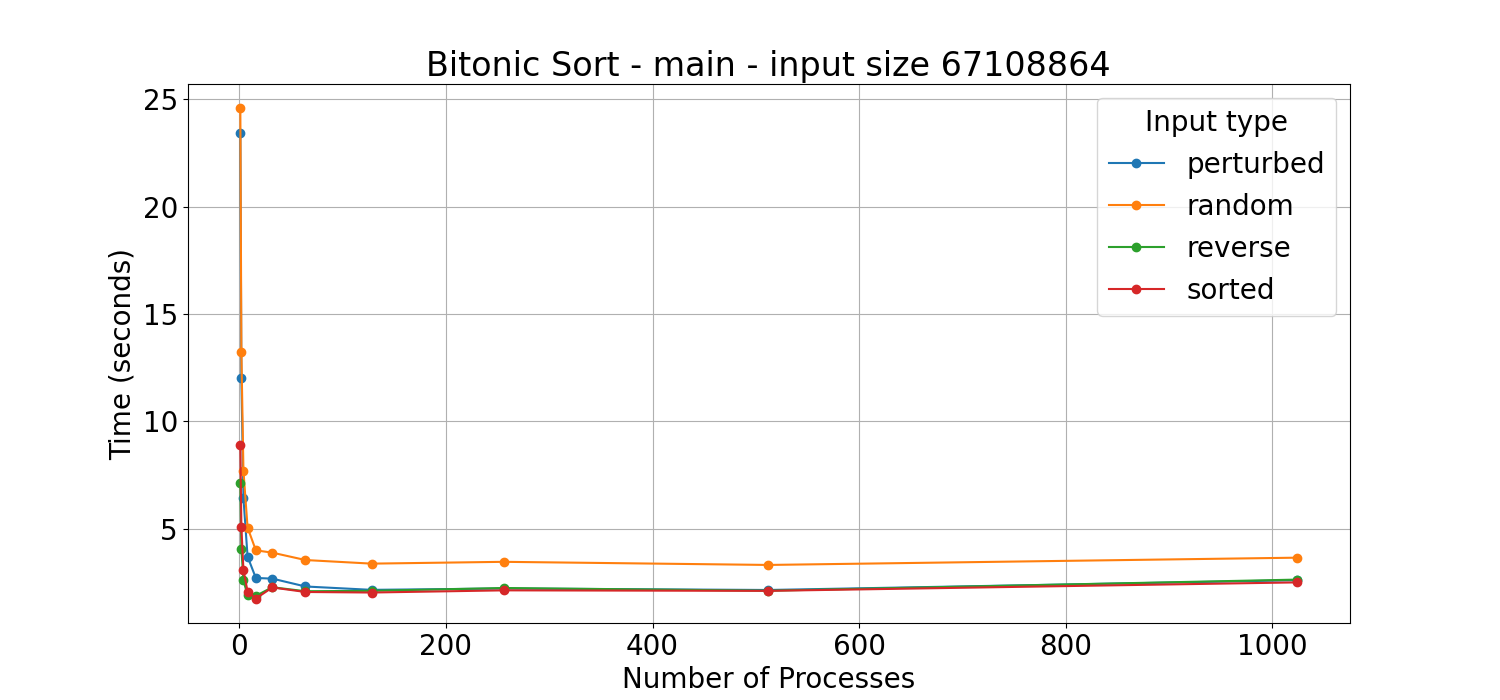 Bitonic Sort - main - input size 67108864
25
20
15
10
5
Time (seconds)
Input type
perturbed
random
reverse
sorted
0 200 400 600 800 1000
Number of Processes